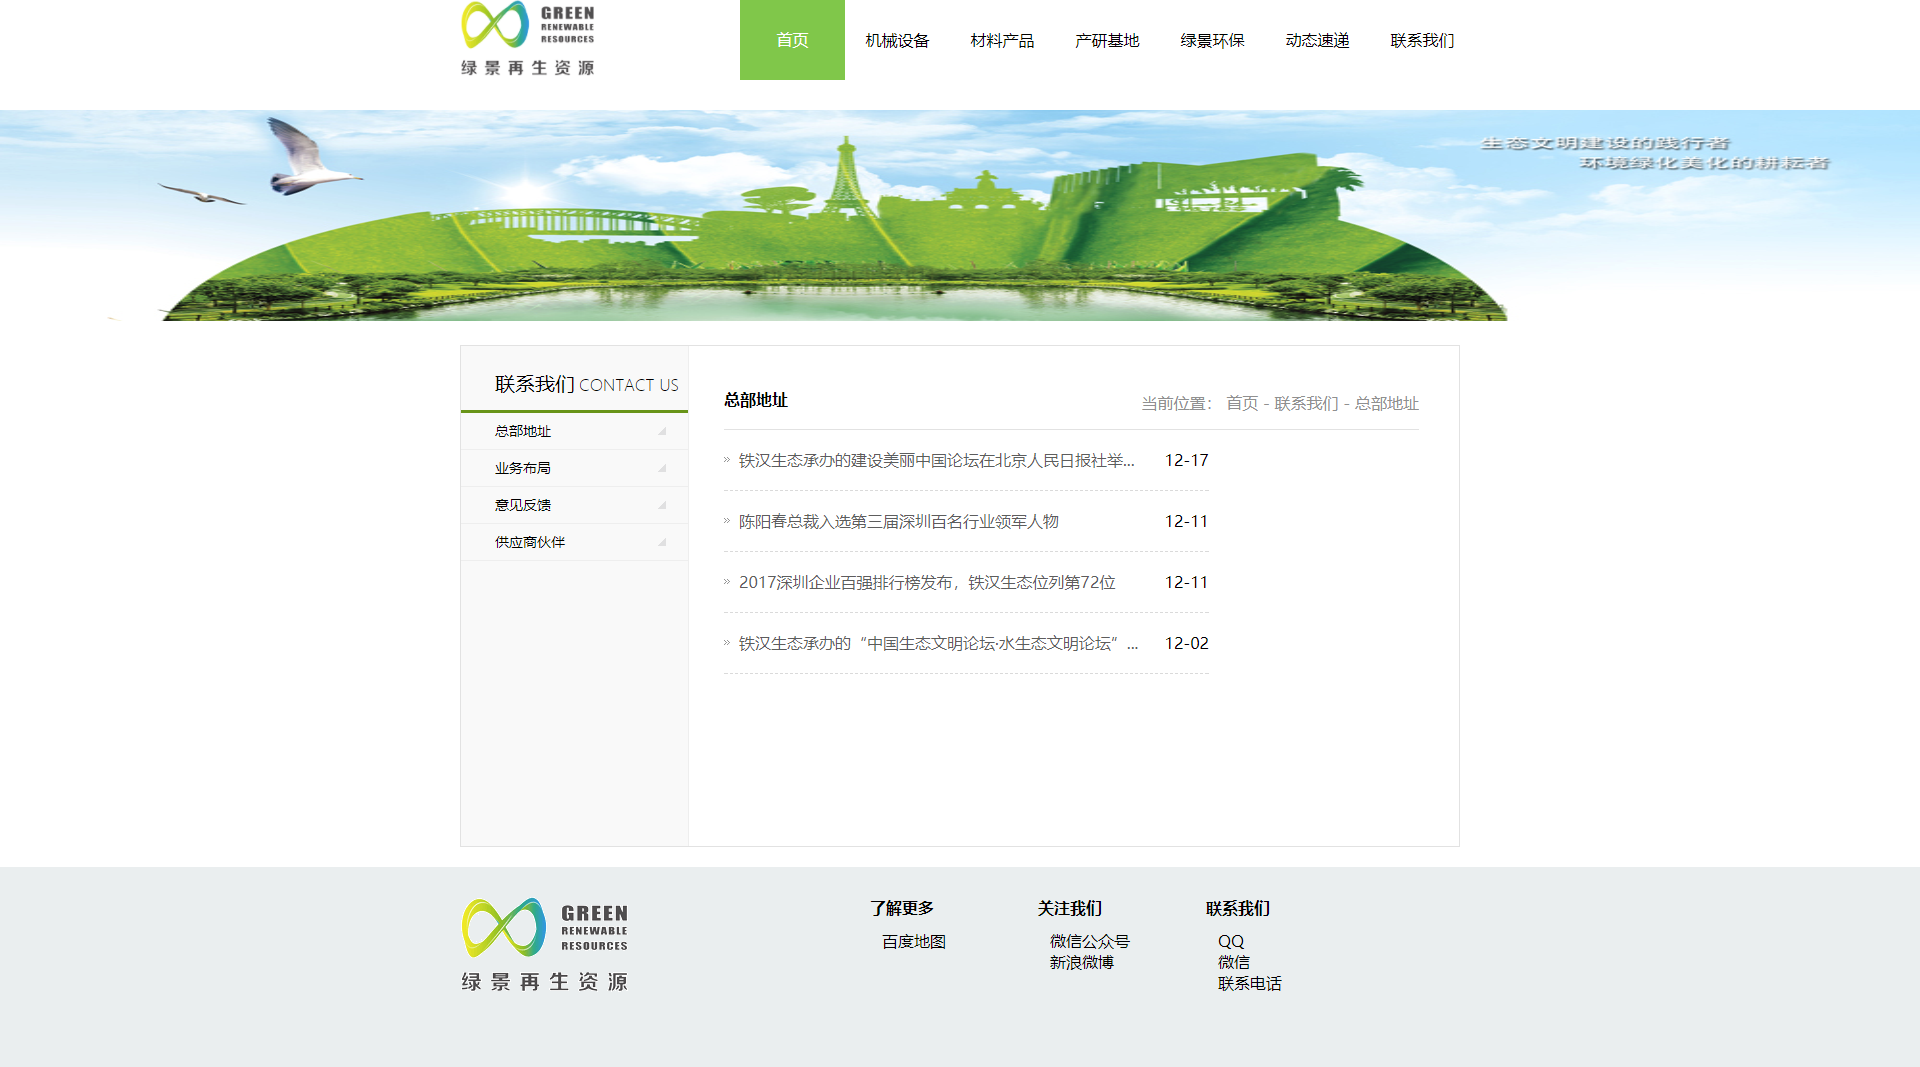 GREEN
RENEWABLE
RESOURCES
绿景再生资源
首页
机械设备
材料产品
产研基地
绿景环保
动态速递
联系我们
生态文明建设的践行者
环境绿化美化的耕耘者
联系我们 CONTACT US
总部地址
业务布局
意见反馈
供应商伙伴
总部地址
当前位置： 首页 - 联系我们 - 总部地址
» 铁汉生态承办的建设美丽中国论坛在北京人民日报社举... 12-17
» 陈阳春总裁入选第三届深圳百名行业领军人物 12-11
» 2017深圳企业百强排行榜发布，铁汉生态位列第72位 12-11
» 铁汉生态承办的“中国生态文明论坛·水生态文明论坛”... 12-02
GREEN
RENEWABLE
RESOURCES
绿景再生资源
了解更多
百度地图
关注我们
微信公众号
新浪微博
联系我们
QQ
微信
联系电话